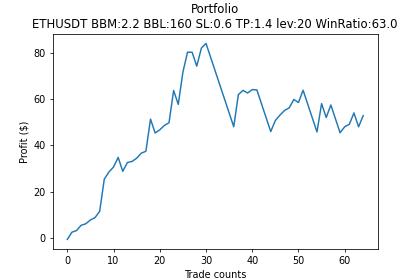 Portfolio
ETHUSDT BBM:2.2 BBL:160 SL:0.6 TP:1.4 lev:20 WinRatio:63.0
Profit ($)
80
60
40
20
0
0 10 20 30 40 50 60
Trade counts